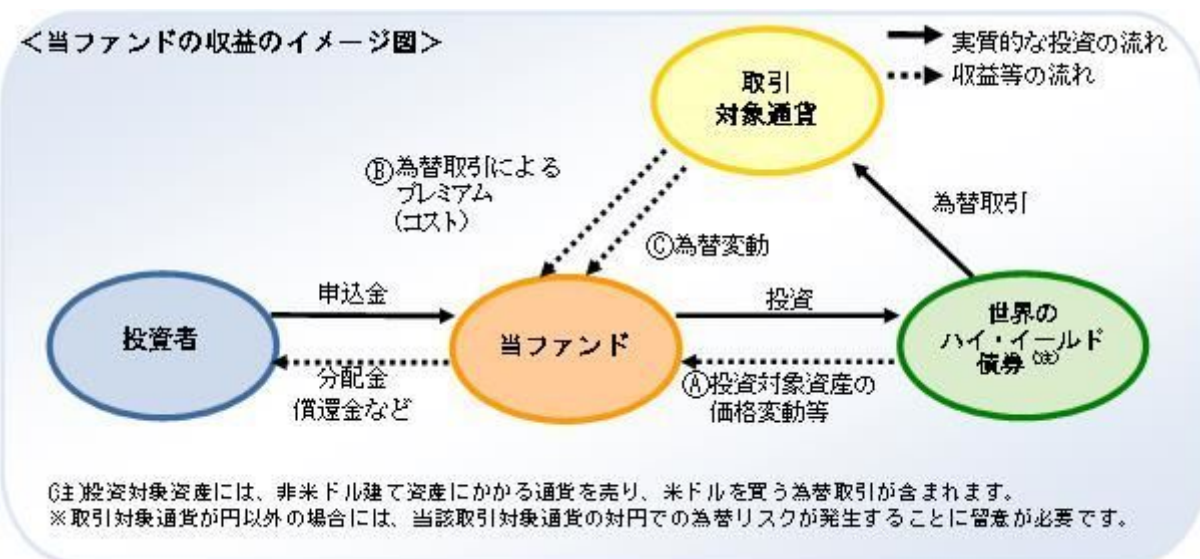 ＜当ファンドの収益のイメージ図＞
実質的な投資の流れ
収益等の流れ
取引
対象通貨
Ⓑ為替取引による
プレミアム
(コスト)
為替取引
Ⓒ為替変動
申込金
投資
投資者
当ファンド
世界の
ハイ・イールド
債券(注)
分配金
償還金など
Ⓐ投資対象資産の
価格変動等
(注)投資対象資産には、非米ドル建て資産にかかる通貨を売り、米ドルを買う為替取引が含まれます。
※取引対象通貨が円以外の場合には、当該取引対象通貨の対円での為替リスクが発生することに留意が必要です。